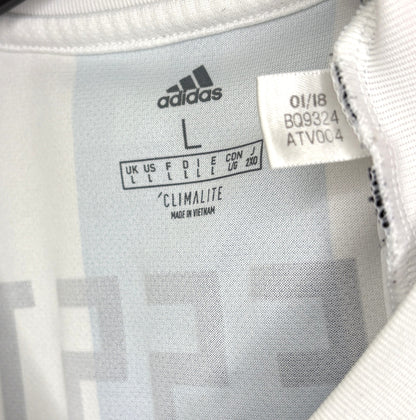 adidas
L
UK US F D I E CON J
L L L L L L L/G 2XO
CLIMALITE
MADE IN VIETNAM
01/18
BQ9324
ATV004